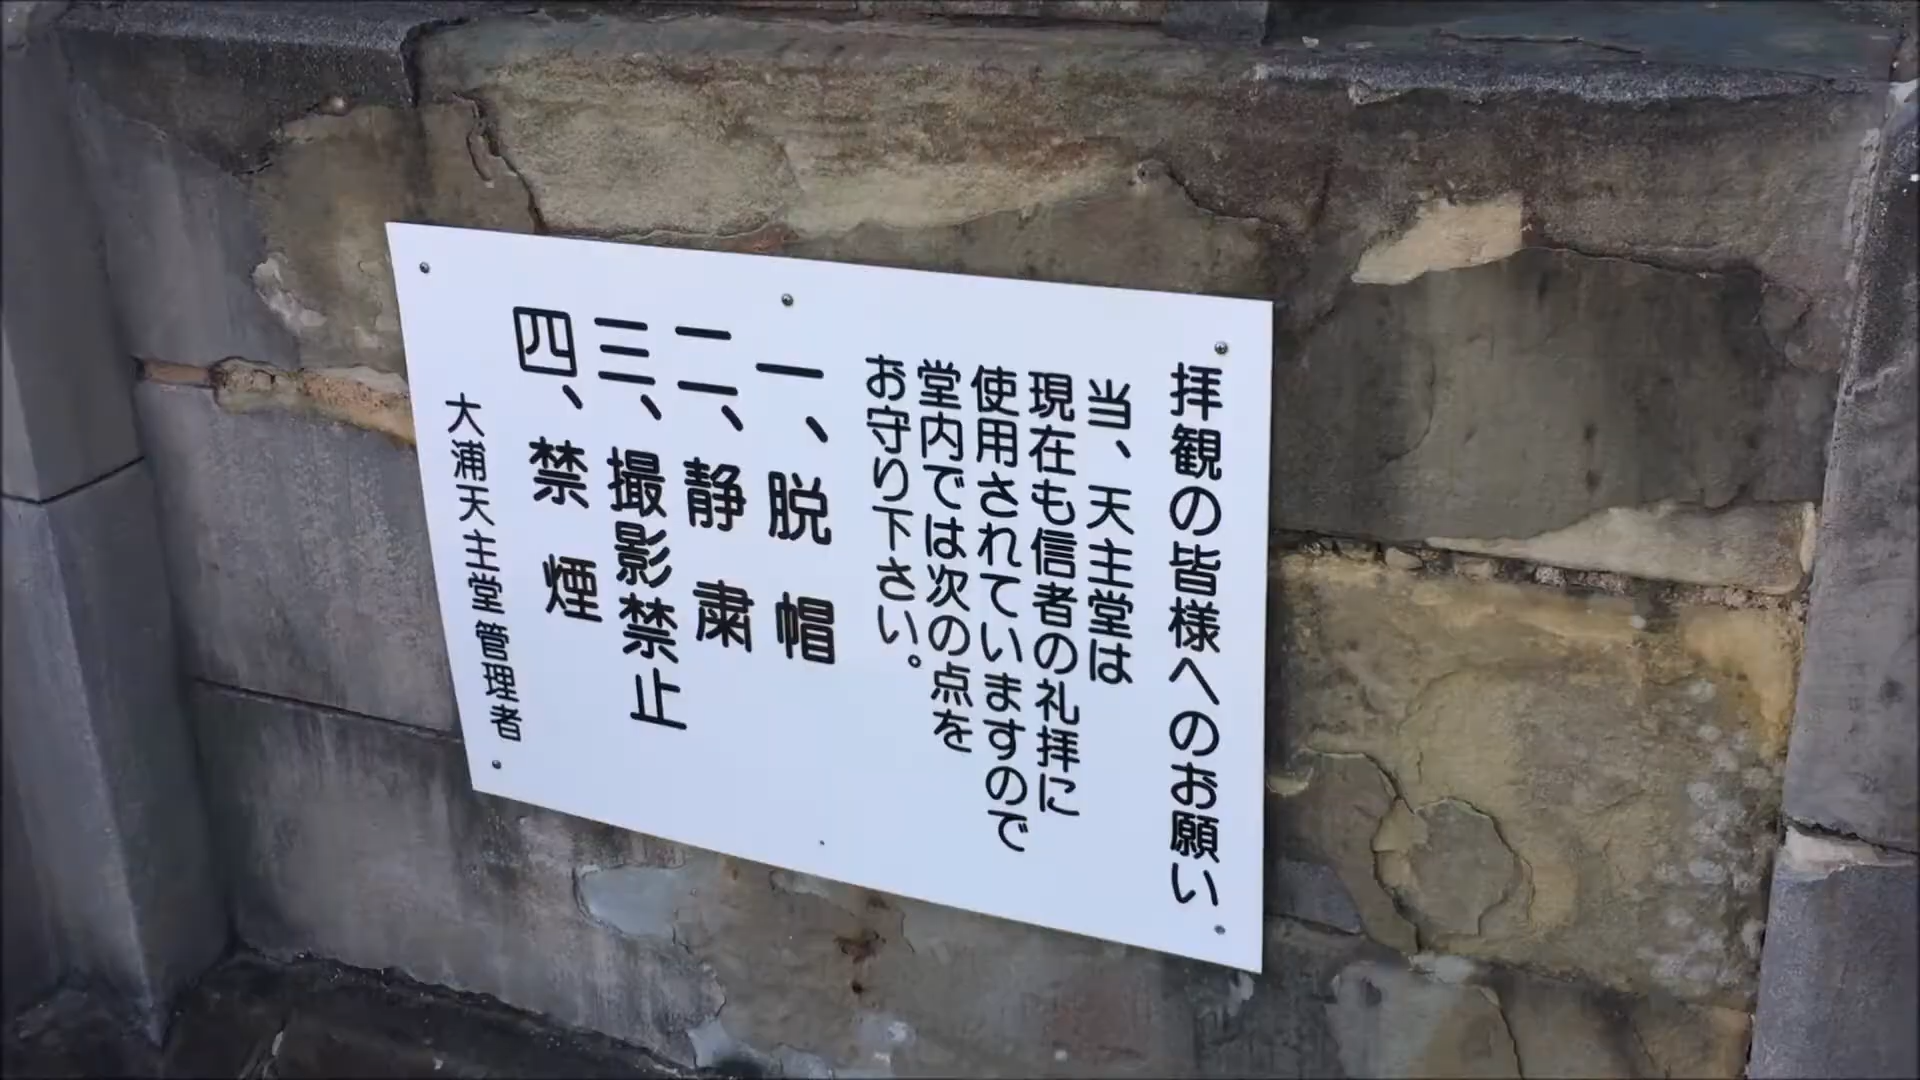 拝観の皆様へのお願い
当、天主堂は
現在も信者の礼拝に
使用されていますので
堂内では次の点を
お守り下さい。
一、脱帽
二、静粛
三、撮影禁止
四、禁煙
大浦天主堂管理者